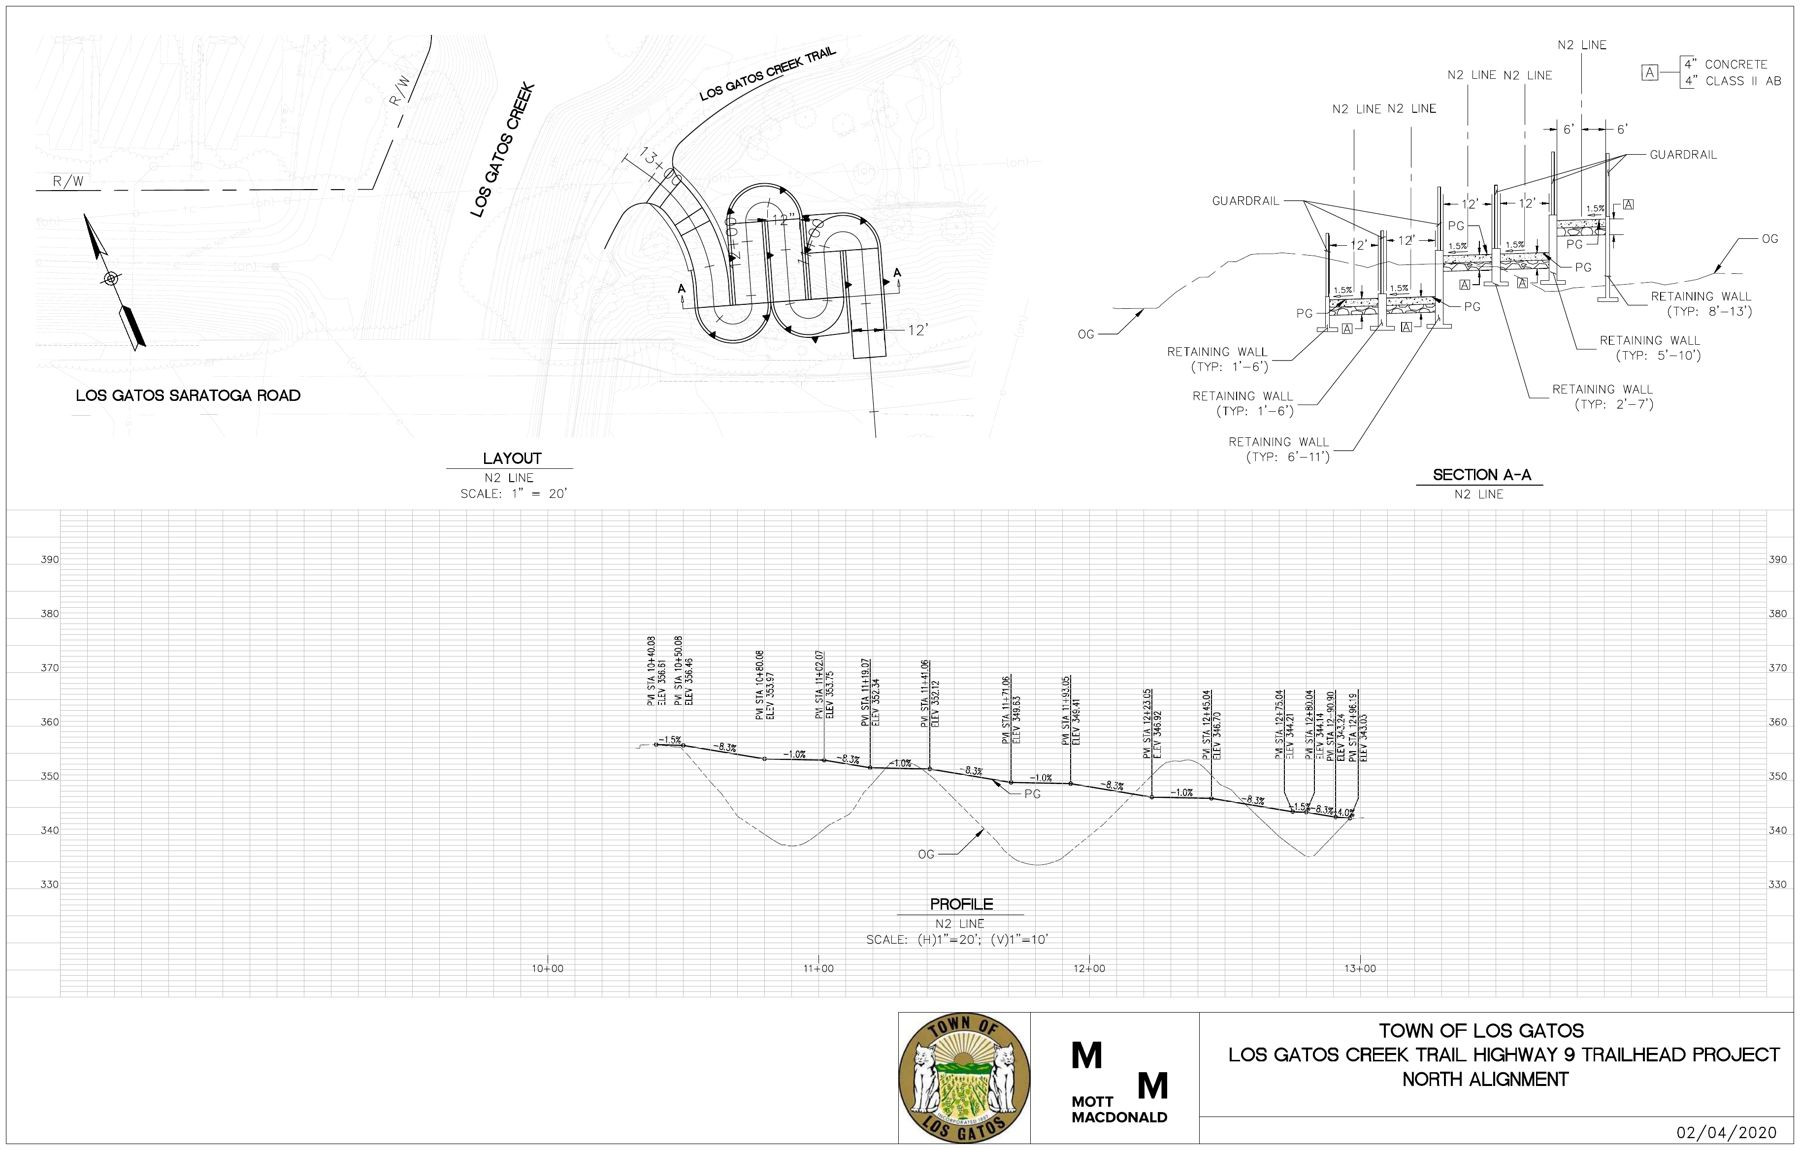 R/W
R/W
LOS GATOS CREEK
LOS GATOS CREEK TRAIL
13+00
12+00
12"
11+00
A
A
12'
LOS GATOS SARATOGA ROAD
LAYOUT
N2 LINE
SCALE: 1" = 20'
N2 LINE
N2 LINE N2 LINE
N2 LINE N2 LINE
A
4" CONCRETE
4" CLASS II AB
6'
6'
GUARDRAIL
GUARDRAIL
12'
12'
12'
12'
1.5%
1.5%
1.5%
1.5%
1.5%
PG
PG
PG
PG
PG
A
A
A
A
A
OG
OG
RETAINING WALL
(TYP: 8'-13')
RETAINING WALL
(TYP: 5'-10')
RETAINING WALL
(TYP: 2'-7')
RETAINING WALL
(TYP: 1'-6')
RETAINING WALL
(TYP: 1'-6')
RETAINING WALL
(TYP: 6'-11')
SECTION A-A
N2 LINE
390
380
370
360
350
340
330
390
380
370
360
350
340
330
PVI STA 10+40.08
ELEV 356.61
PVI STA 10+50.08
ELEV 356.46
PVI STA 10+80.08
ELEV 353.97
PVI STA 11+02.07
ELEV 353.75
PVI STA 11+19.07
ELEV 352.34
PVI STA 11+41.06
ELEV 352.12
PVI STA 11+71.06
ELEV 349.63
PVI STA 11+93.05
ELEV 349.41
PVI STA 12+23.05
ELEV 346.92
PVI STA 12+45.04
ELEV 346.70
PVI STA 12+75.04
ELEV 344.21
PVI STA 12+80.04
ELEV 344.14
PVI STA 12+90.90
ELEV 343.24
PVI STA 12+96.19
ELEV 343.03
-1.5%
-8.3%
-1.0%
-8.3%
-1.0%
-8.3%
-1.0%
-8.3%
-1.0%
-8.3%
-1.5%
-8.3%
-4.0%
PG
OG
PROFILE
N2 LINE
SCALE: (H)1"=20'; (V)1"=10'
10+00
11+00
12+00
13+00
TOWN OF
LOS GATOS
INCORPORATED 1887
M
M
MOTT
MACDONALD
TOWN OF LOS GATOS
LOS GATOS CREEK TRAIL HIGHWAY 9 TRAILHEAD PROJECT
NORTH ALIGNMENT
02/04/2020